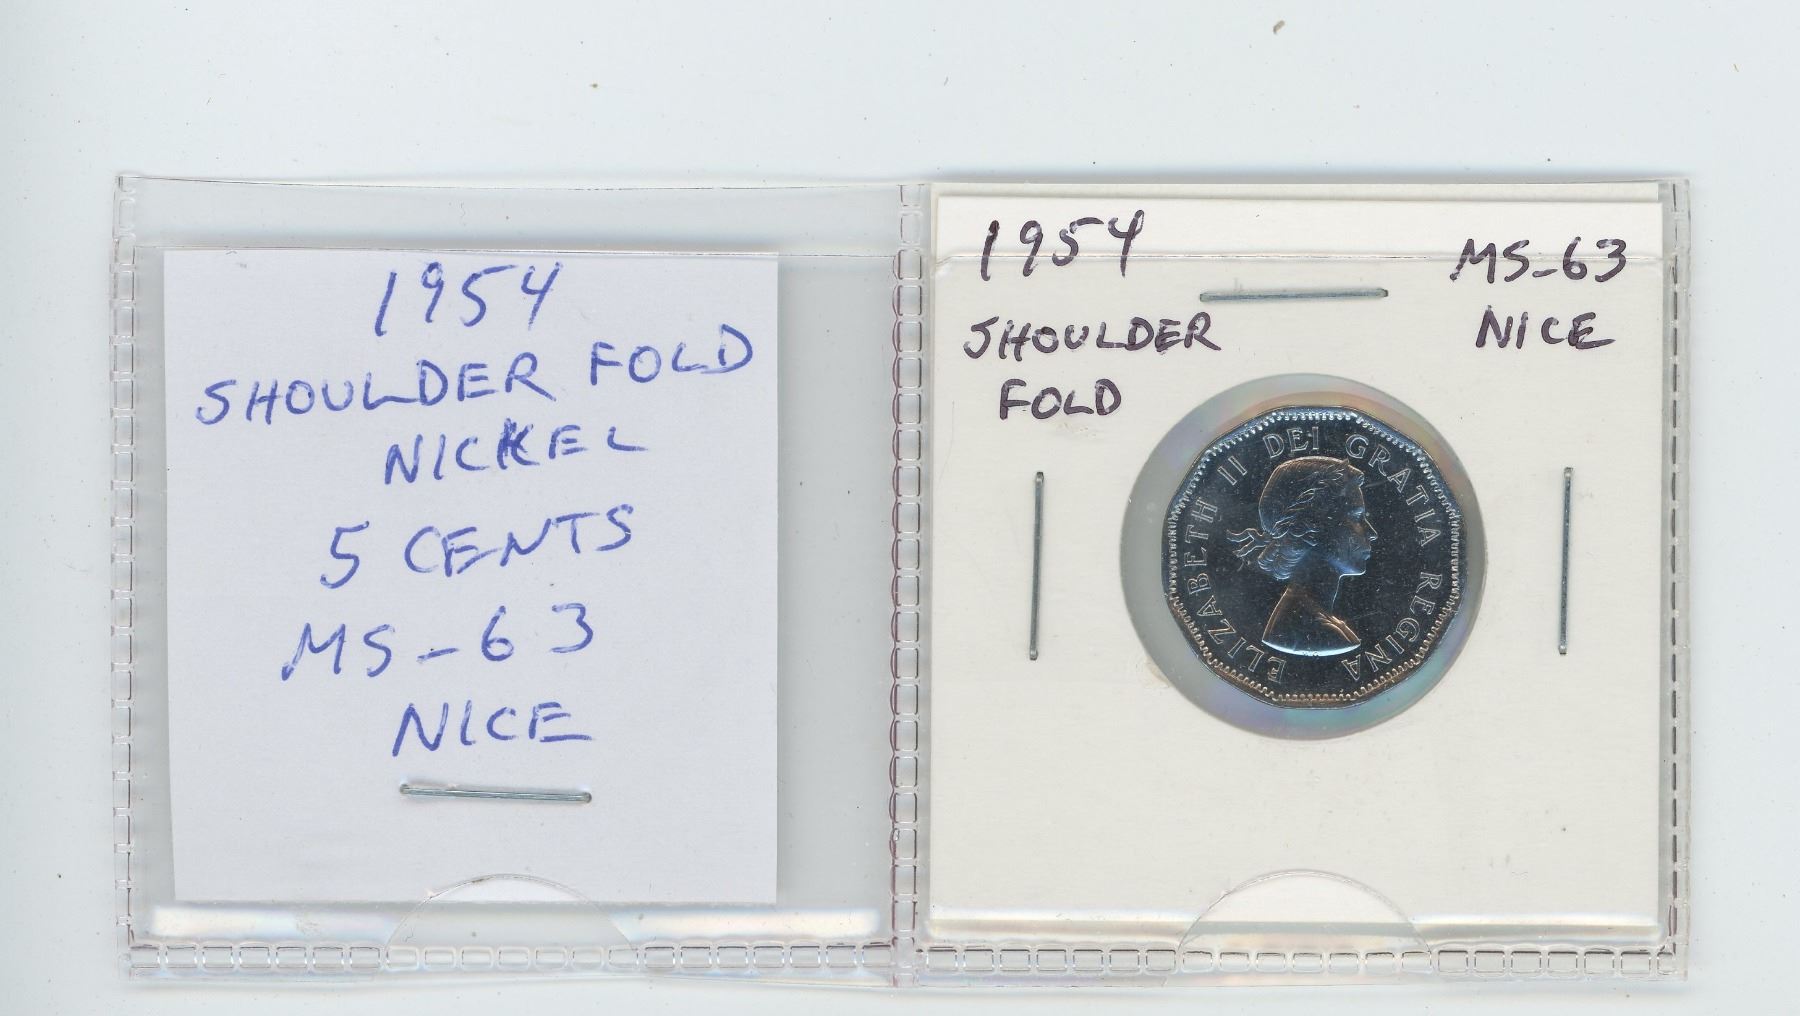 1954
SHOULDER FOLD
NICKEL
5 CENTS
MS-63
NICE
1954
SHOULDER
FOLD
MS-63
NICE
ELIZABETH II DEI GRATIA REGINA